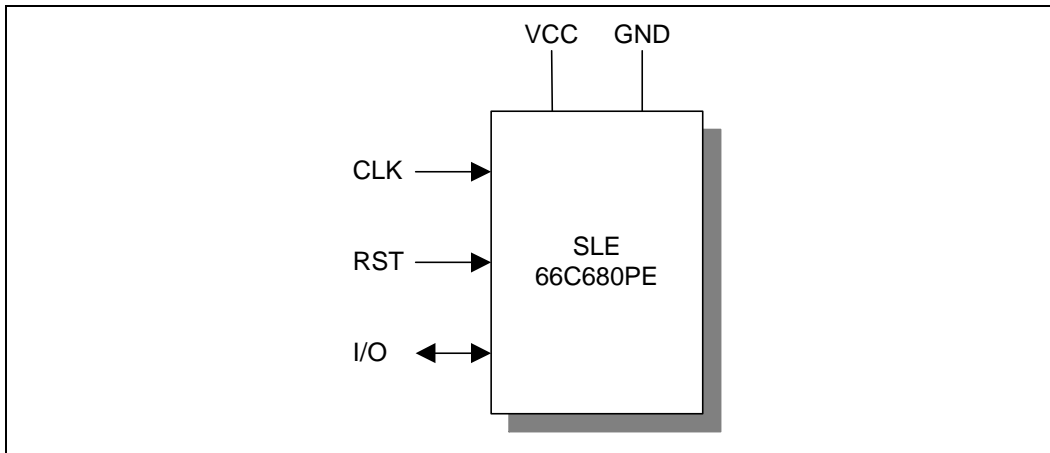 VCC GND
CLK
RST
I/O
SLE
66C680PE